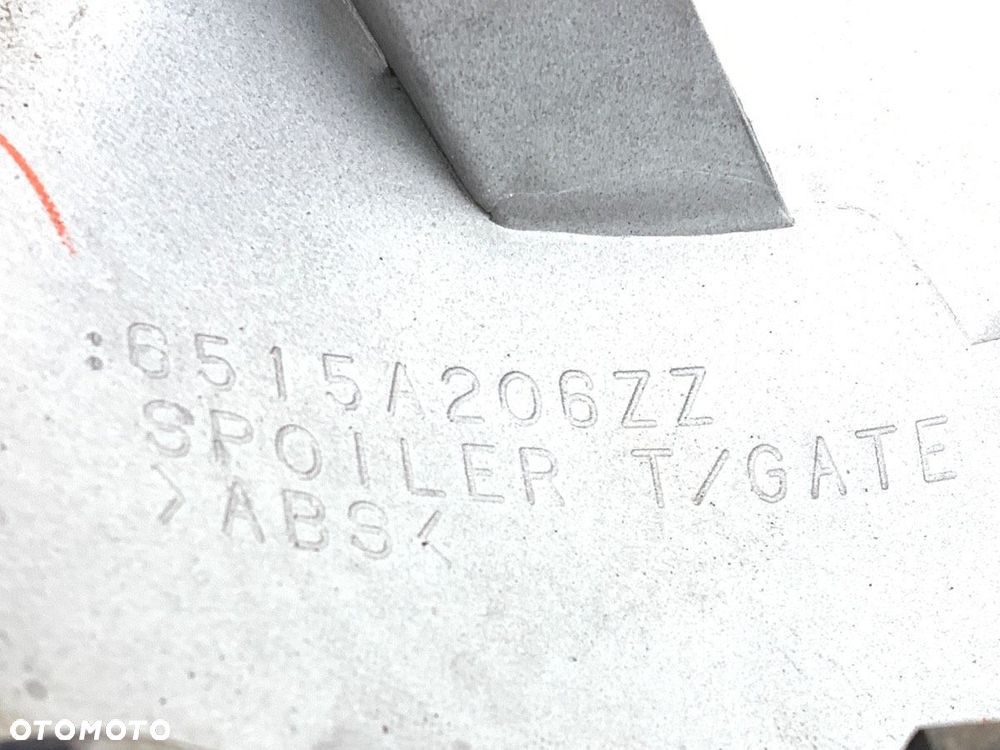 :6515A206ZZ
SPOILER T/GATE
>ABS<
OTOMOTO